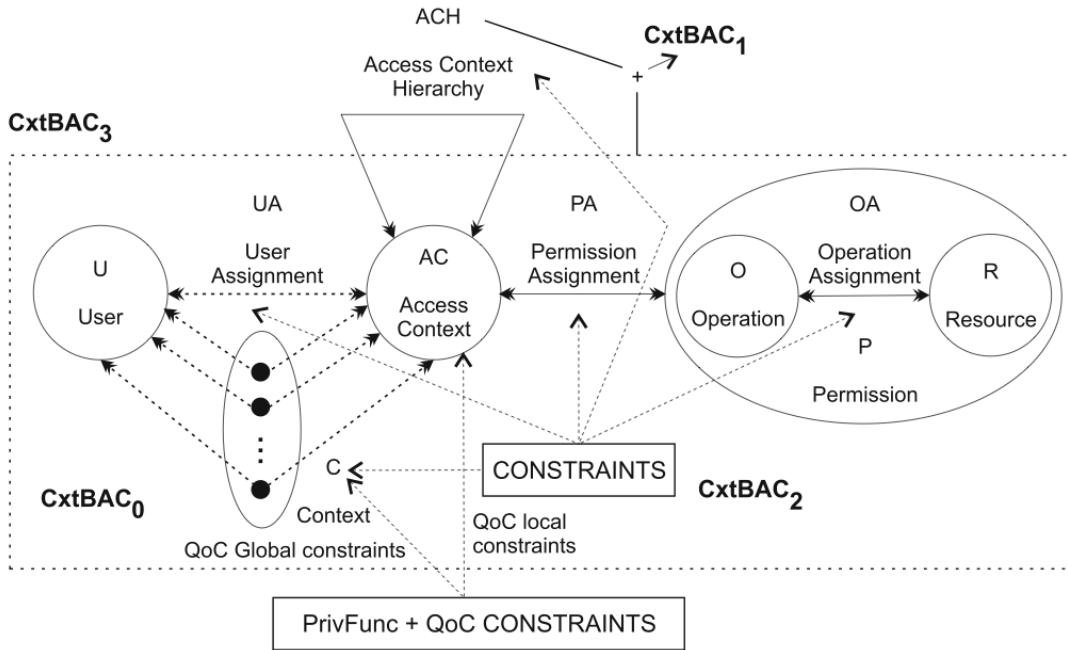 ACH
CxtBAC1
Access Context
Hierarchy
+
CxtBAC3
UA
PA
OA
U
User
User
Assignment
AC
Access
Context
Permission
Assignment
O
Operation
Operation
Assignment
R
Resource
P
Permission
CONSTRAINTS
C
Context
CxtBAC0
CxtBAC2
QoC local
constraints
QoC Global constraints
PrivFunc + QoC CONSTRAINTS